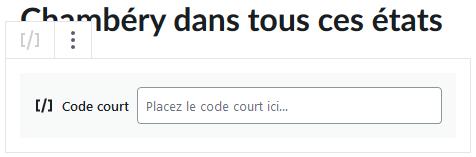 Chambéry dans tous ces états
[/]
[/] Code court Placez le code court ici...